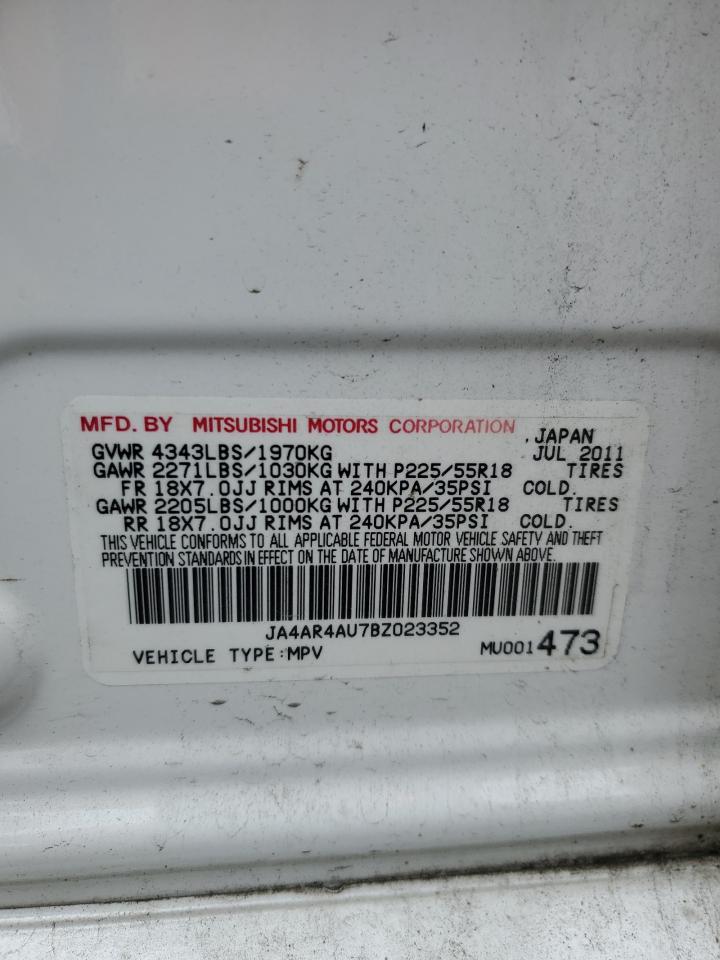 MFD. BY MITSUBISHI MOTORS CORPORATION
, JAPAN
GVWR 4343LBS/1970KG JUL 2011
GAWR 2271LBS/1030KG WITH P225/55R18 TIRES
FR 18X7.0JJ RIMS AT 240KPA/35PSI COLD.
GAWR 2205LBS/1000KG WITH P225/55R18 TIRES
RR 18X7.0JJ RIMS AT 240KPA/35PSI COLD.
THIS VEHICLE CONFORMS TO ALL APPLICABLE FEDERAL MOTOR VEHICLE SAFETY AND THEFT
PREVENTION STANDARDS IN EFFECT ON THE DATE OF MANUFACTURE SHOWN ABOVE.
JA4AR4AU7BZ023352
VEHICLE TYPE:MPV MU001473